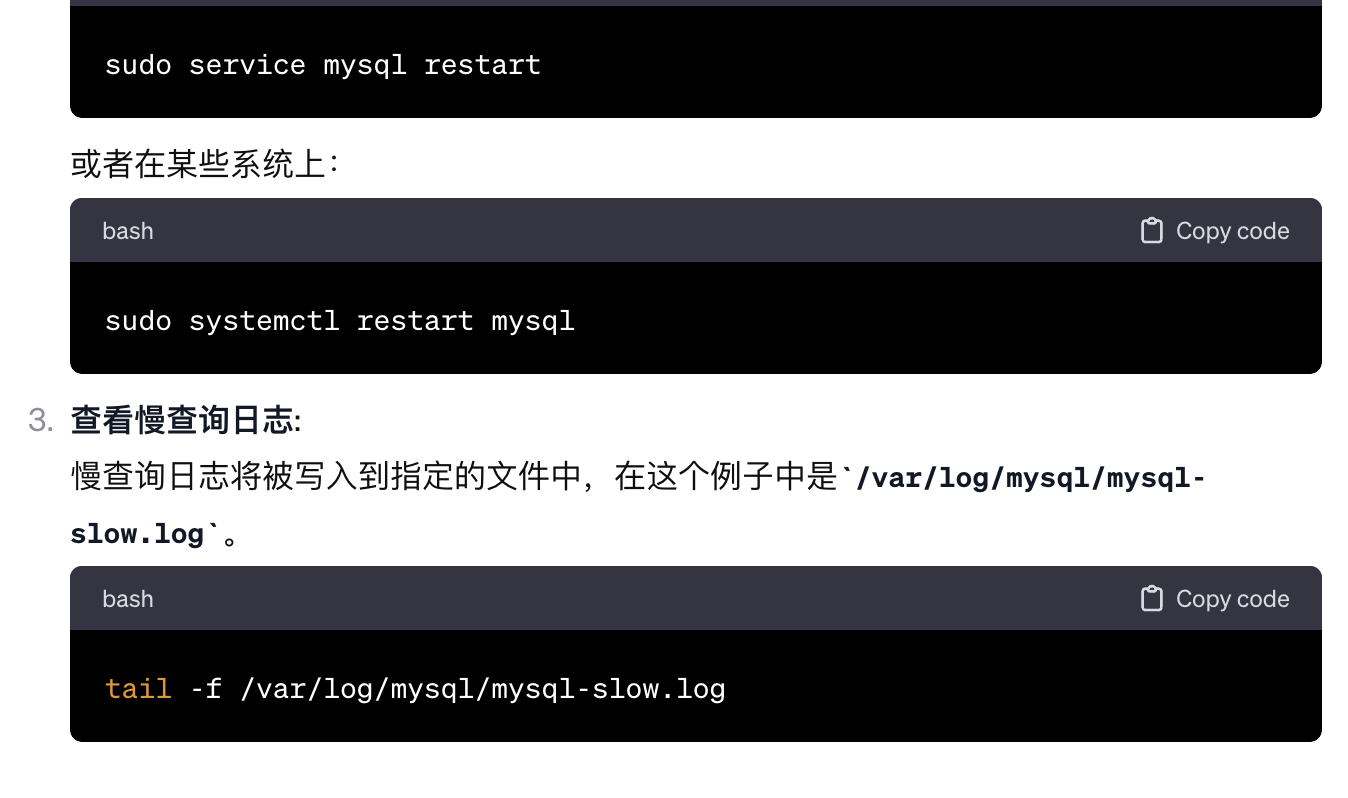 sudo service mysql restart
或者在某些系统上：
bash
Copy code
sudo systemctl restart mysql
3. 查看慢查询日志:
慢查询日志将被写入到指定的文件中，在这个例子中是`/var/log/mysql/mysql-
slow.log`。
bash
Copy code
tail -f /var/log/mysql/mysql-slow.log